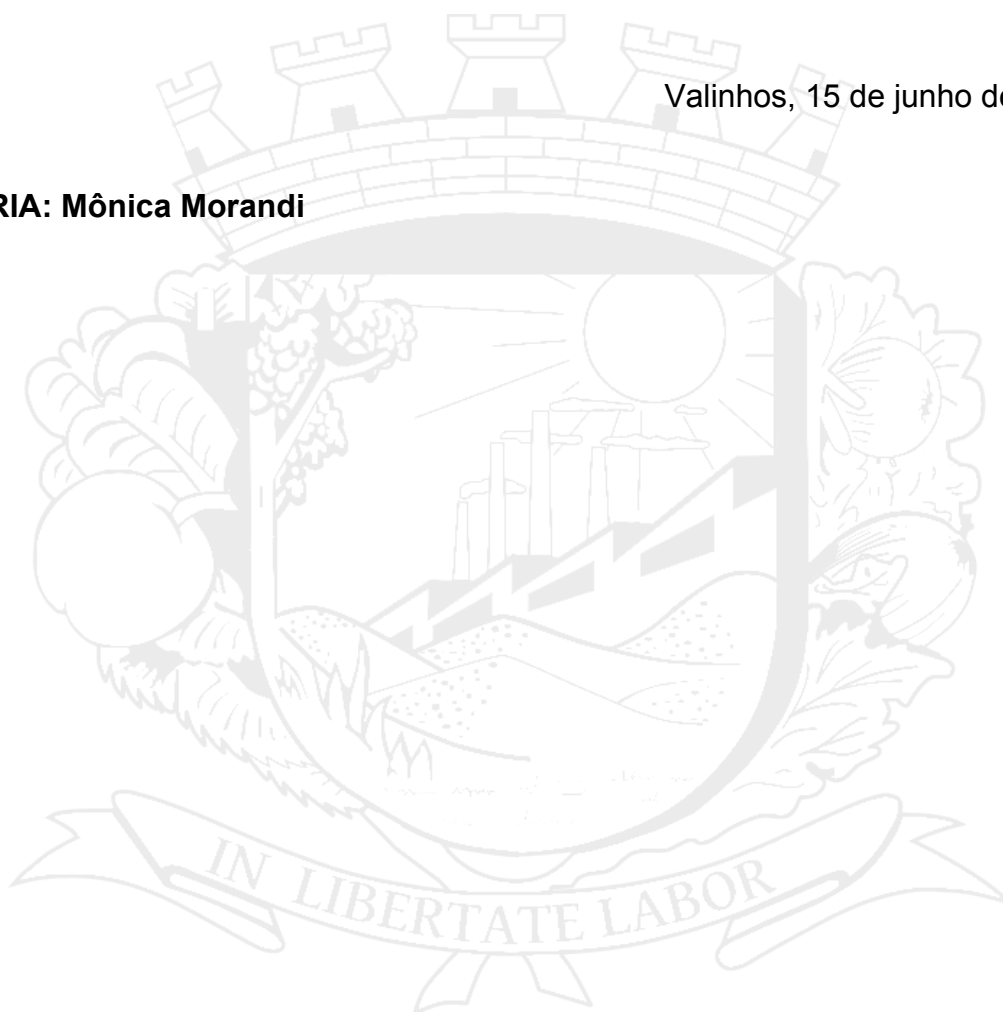 Valinhos, 15 de junho de
RIA: Mônica Morandi
IN LIBERTATE LABOR